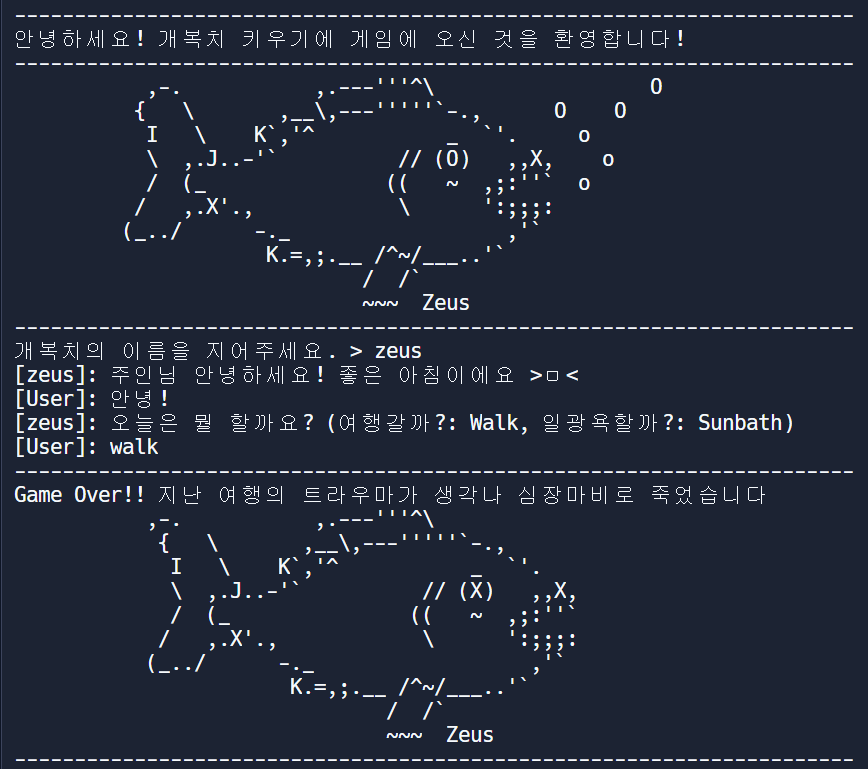 ----------------------------------------------------------------------
안녕하세요! 개복치 키우기에 게임에 오신 것을 환영합니다!
----------------------------------------------------------------------
           ,-.           ,.---'''^\                  O
          {   \       ,__\,---'''''`-.,      O    O
           I   \    K`,'^           _  `'.     o
           \  ,.J..-'`          // (O)   ,,X,    o
           /  (_               ((   ~  ,;:''`  o
          /   ,.X'.,            \      ':;;;:
         (_../      -._                  ,'`
                     K.=,;.__ /^~/___..'`
                             /  /`
                             ~~~  Zeus
----------------------------------------------------------------------
개복치의 이름을 지어주세요. > zeus
[zeus]: 주인님 안녕하세요! 좋은 아침이에요 >ㅁ<
[User]: 안녕!
[zeus]: 오늘은 뭘 할까요? (여행갈까?: Walk, 일광욕할까?: Sunbath)
[User]: walk
----------------------------------------------------------------------
Game Over!! 지난 여행의 트라우마가 생각나 심장마비로 죽었습니다
           ,-.           ,.---'''^\
            {   \       ,__\,---'''''`-.,
             I   \    K`,'^           _  `'.
             \  ,.J..-'`          // (X)   ,,X,
             /  (_               ((   ~  ,;:''`
            /   ,.X'.,            \      ':;;;:
           (_../      -._                  ,'`
                       K.=,;.__ /^~/___..'`
                               /  /`
                               ~~~  Zeus
----------------------------------------------------------------------